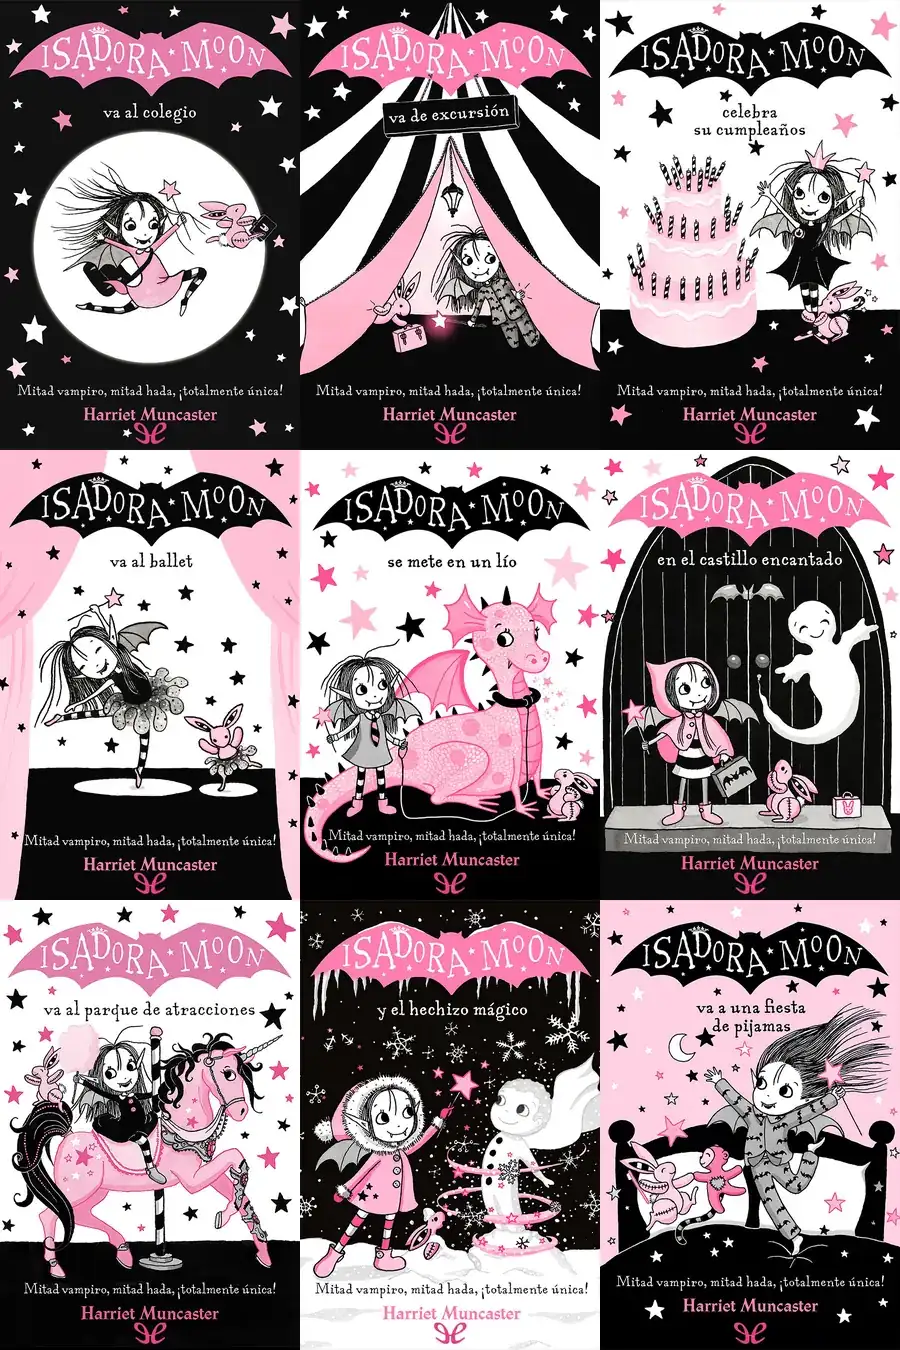 ISADORA MOON
va al colegio
Mitad vampiro, mitad hada, ¡totalmente única!
Harriet Muncaster
ISADORA MOON
va de excursión
Mitad vampiro, mitad hada, ¡totalmente única!
Harriet Muncaster
ISADORA MOON
celebra
su cumpleaños
Mitad vampiro, mitad hada, ¡totalmente única!
Harriet Muncaster
ISADORA MOON
va al ballet
Mitad vampiro, mitad hada, ¡totalmente única!
Harriet Muncaster
ISADORA MOON
se mete en un lío
Mitad vampiro, mitad hada, ¡totalmente única!
Harriet Muncaster
ISADORA MOON
en el castillo encantado
Mitad vampiro, mitad hada, ¡totalmente única!
Harriet Muncaster
ISADORA MOON
va al parque de atracciones
Mitad vampiro, mitad hada, ¡totalmente única!
Harriet Muncaster
ISADORA MOON
y el hechizo mágico
Mitad vampiro, mitad hada, ¡totalmente única!
Harriet Muncaster
ISADORA MOON
va a una fiesta
de pijamas
Mitad vampiro, mitad hada, ¡totalmente única!
Harriet Muncaster